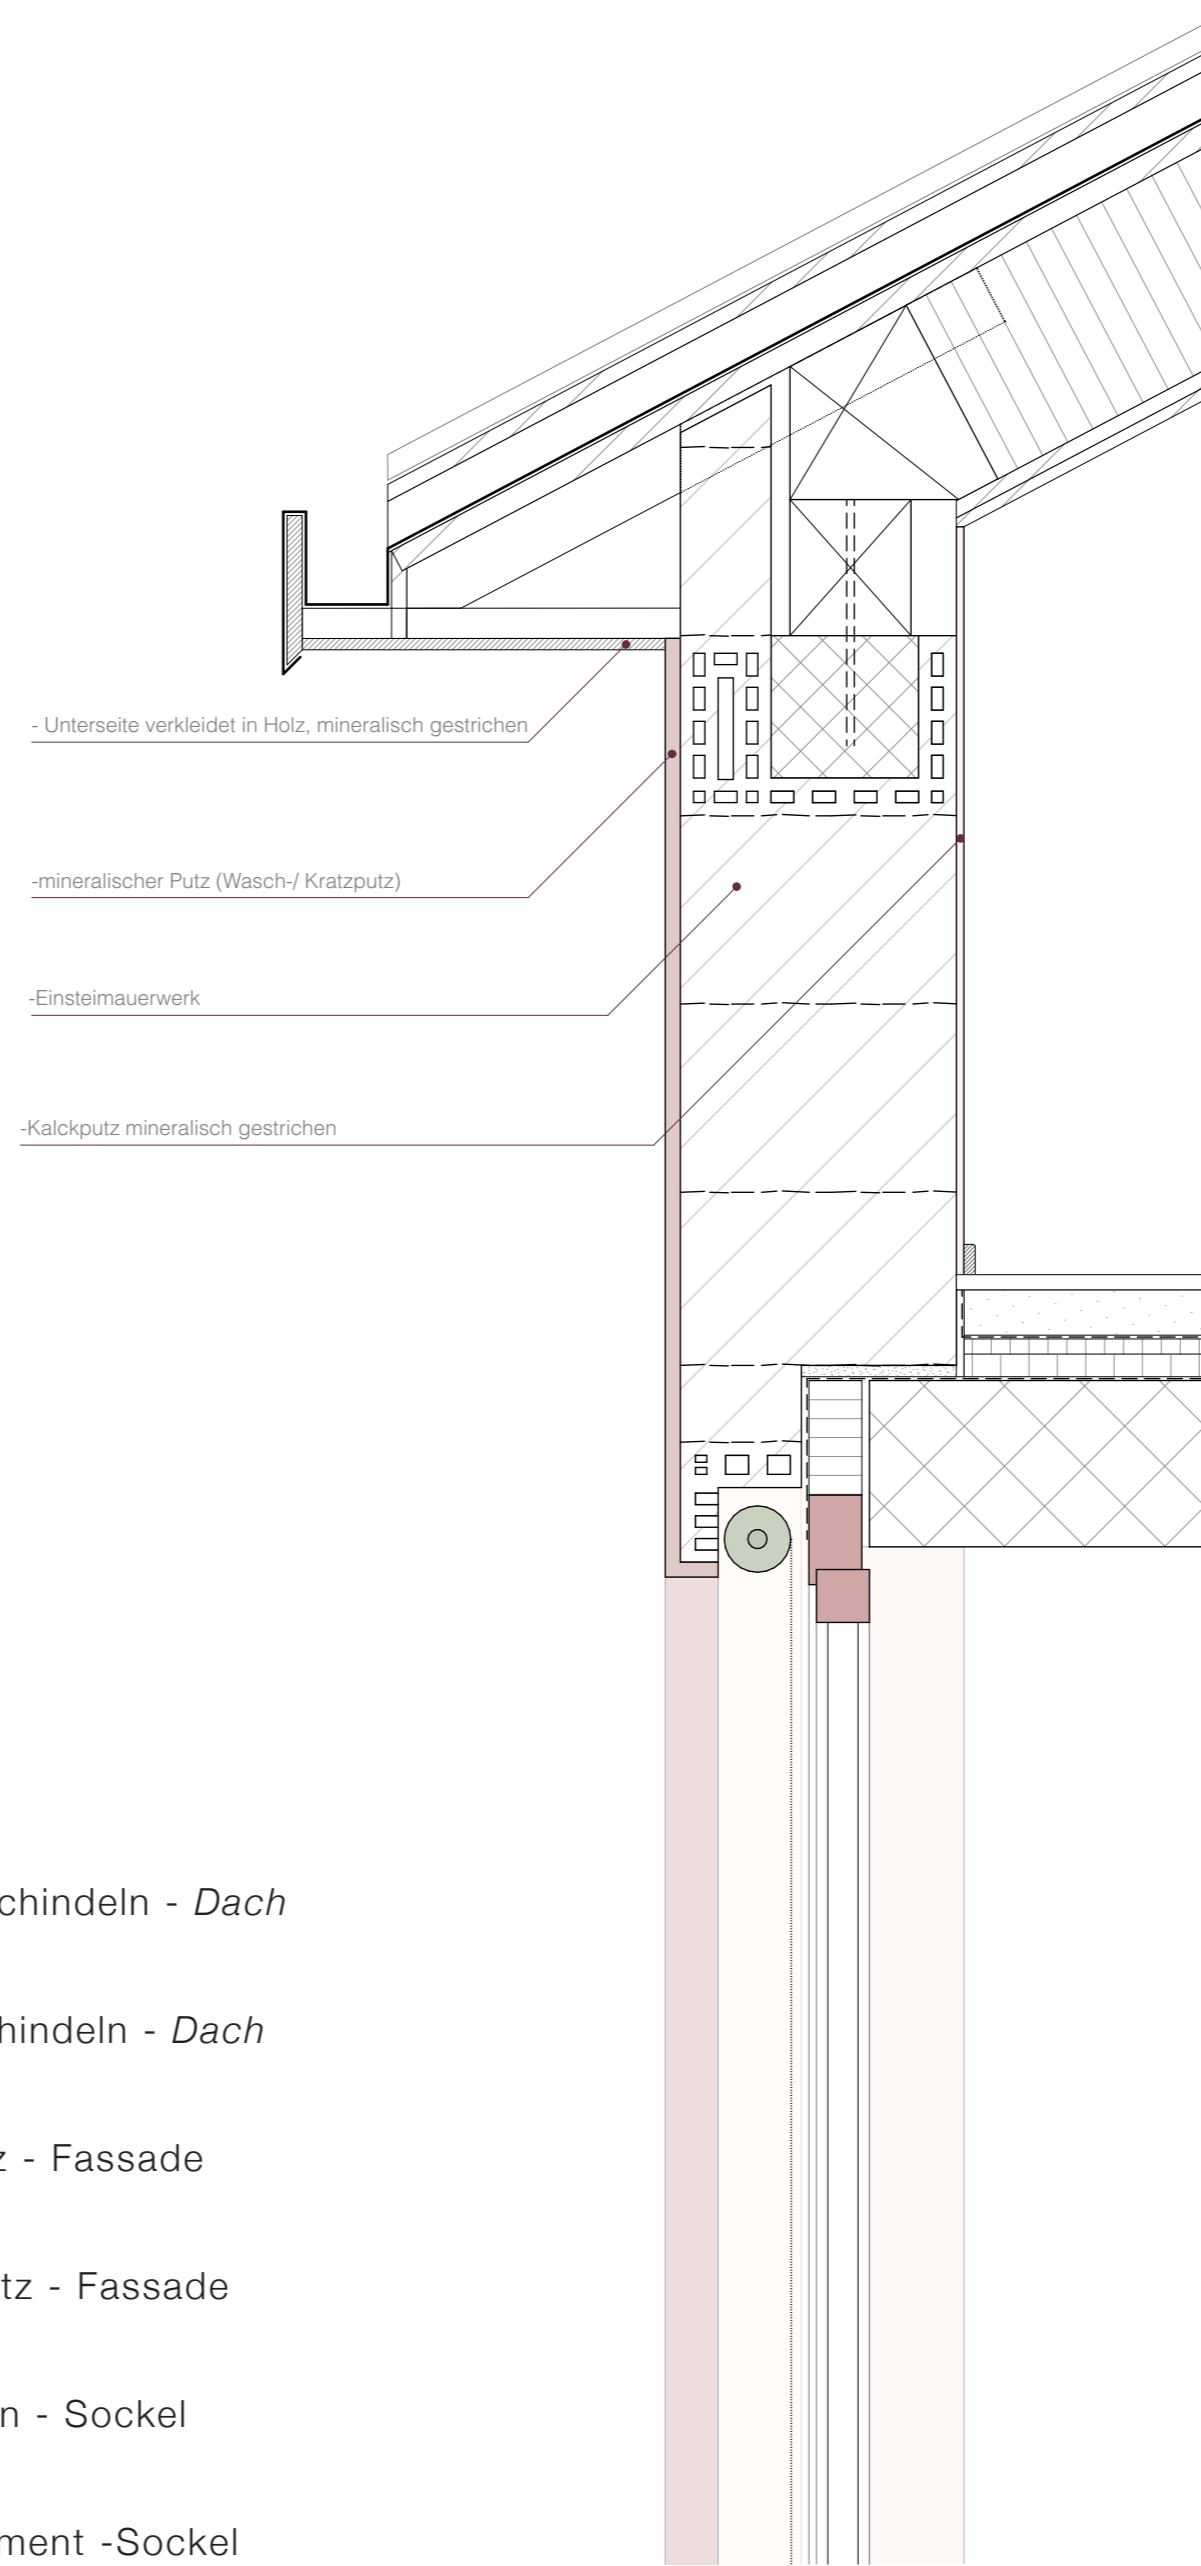 - Unterseite verkleidet in Holz, mineralisch gestrichen
-mineralischer Putz (Wasch-/ Kratzputz)
-Einsteimauerwerk
-Kalckputz mineralisch gestrichen
chindeln - Dach
hindeln - Dach
z - Fassade
tz - Fassade
n - Sockel
ment -Sockel